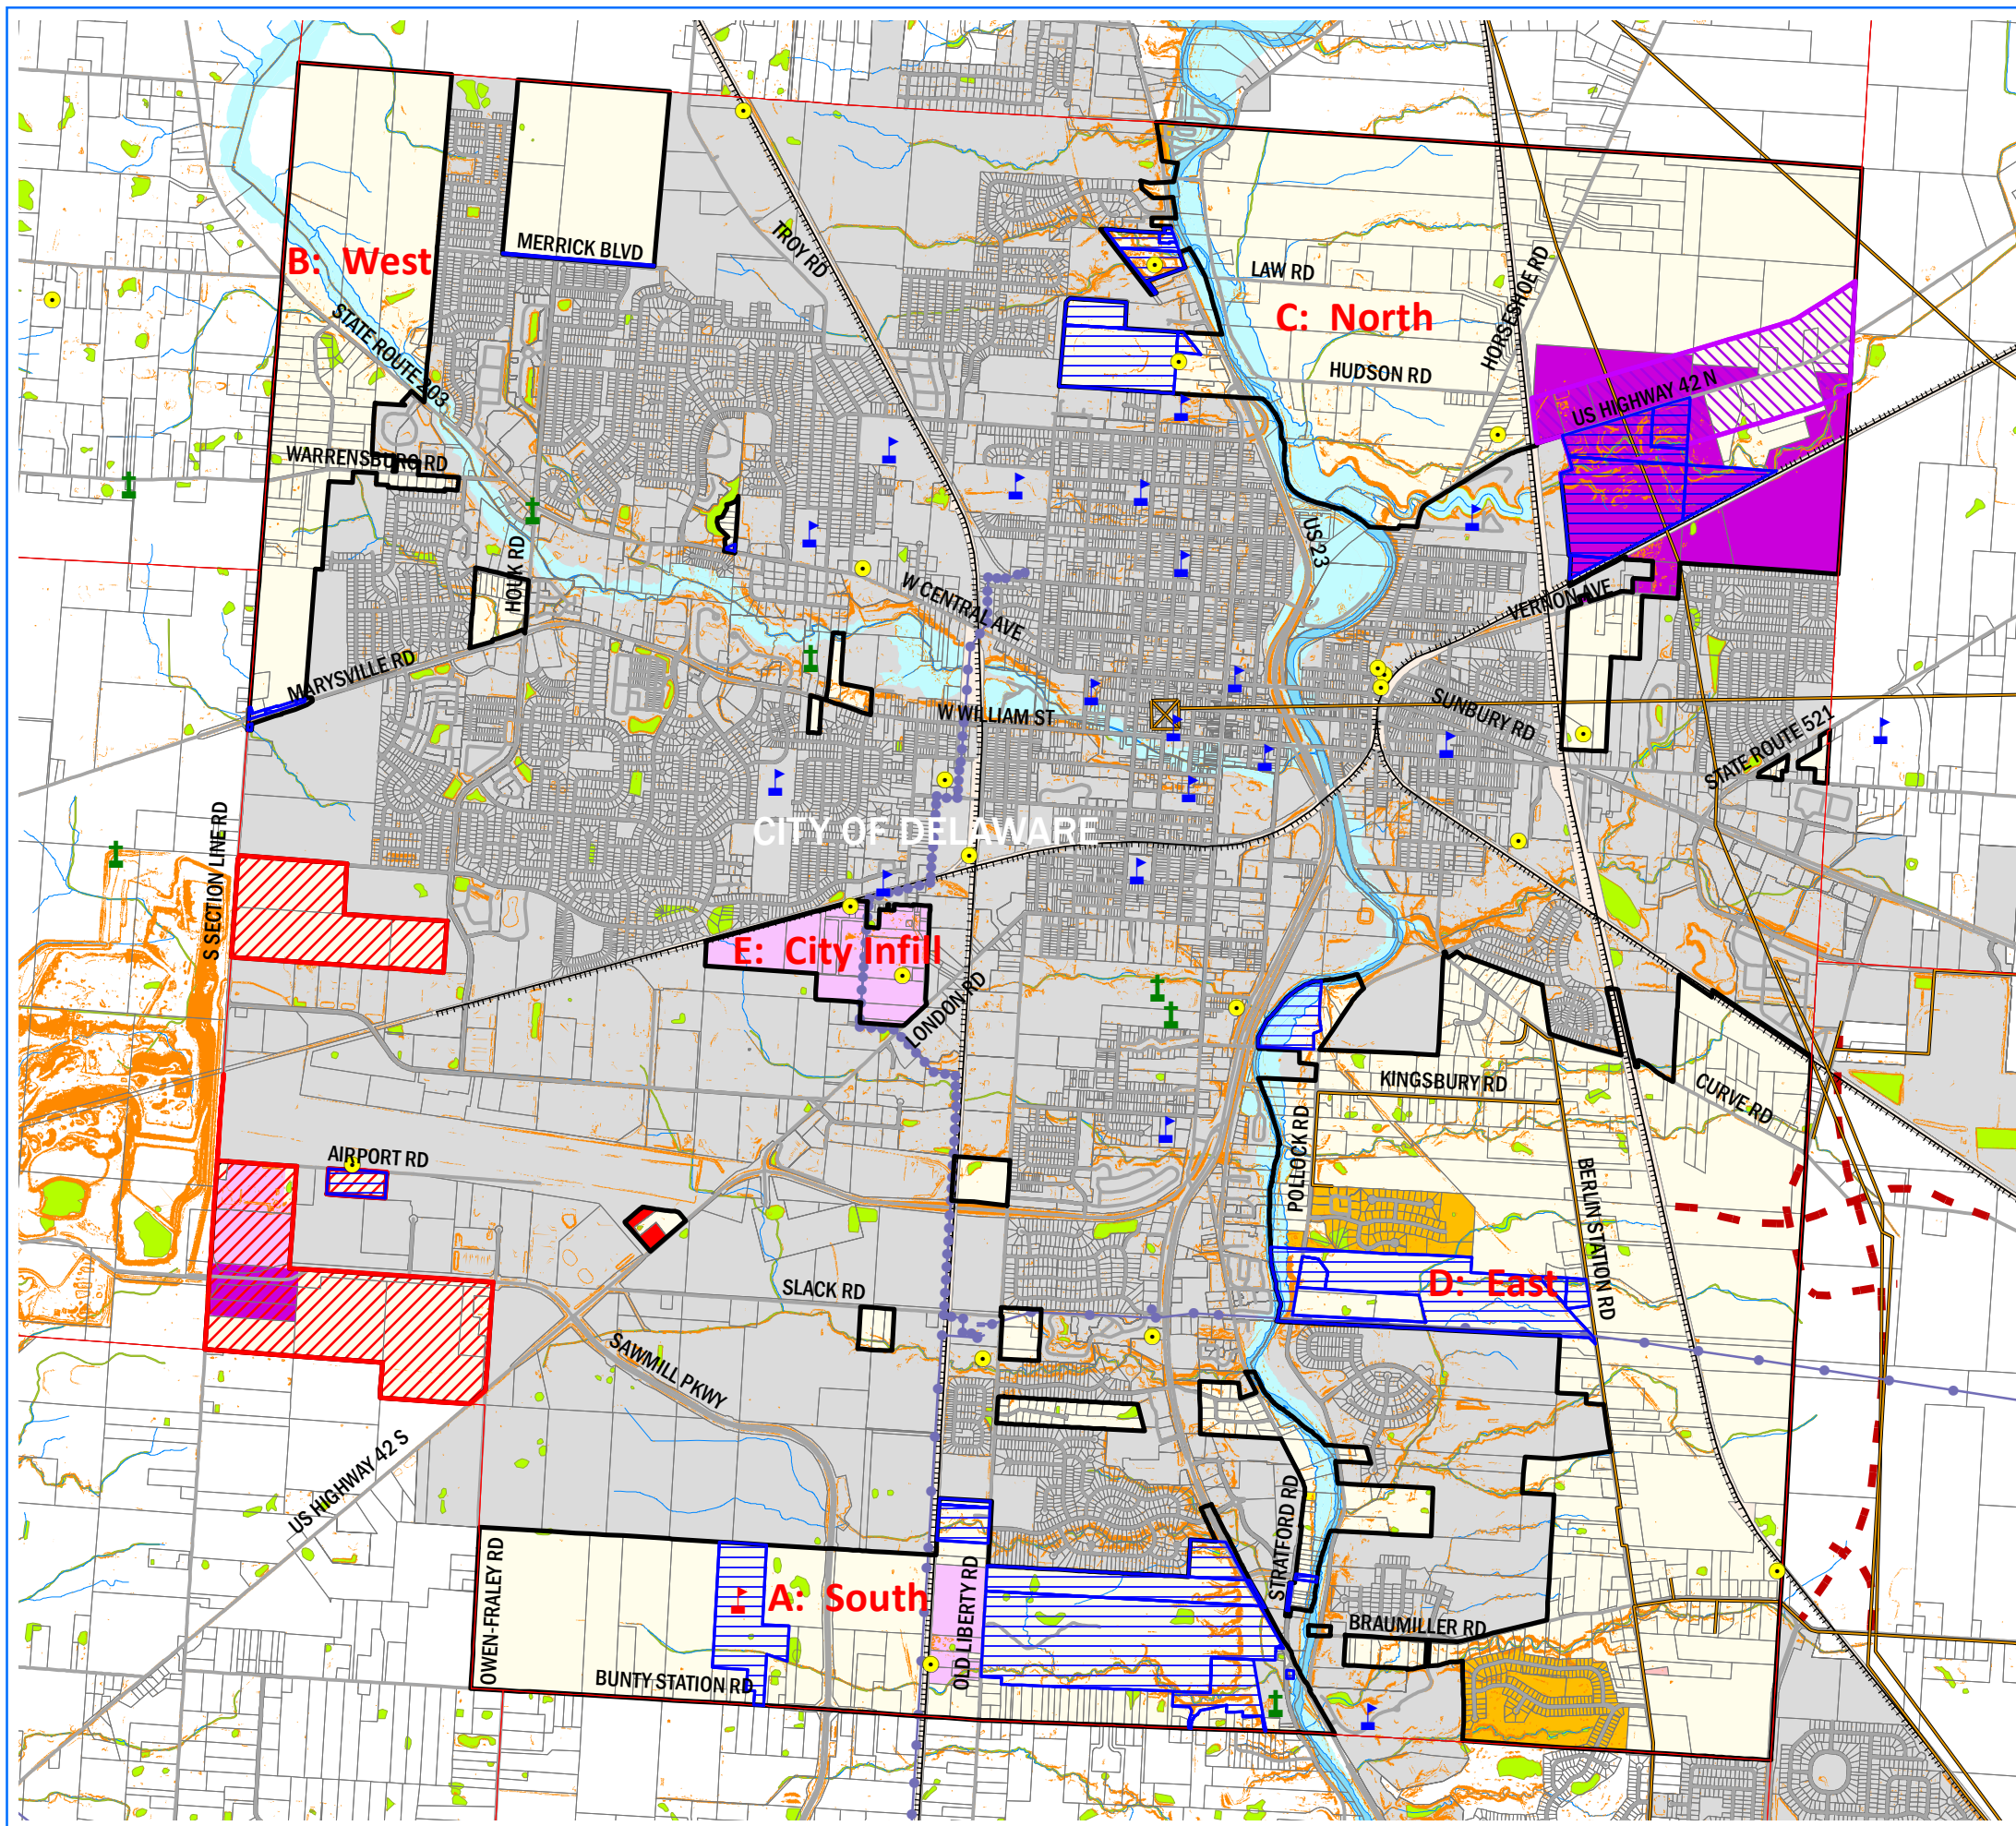 MERRICK BLVD
TROY RD
B: West
LAW RD
HORSESHOE RD
C: North
STATE ROUTE 203
HUDSON RD
US HIGHWAY 42 N
WARRENSBURG RD
US 23
HOUK RD
W CENTRAL AVE
VERNON AVE
MARYSVILLE RD
SUNBURY RD
W WILLIAM ST
STATE ROUTE 521
CITY OF DELAWARE
S SECTION LINE RD
E: City Infill
LONDON RD
KINGSBURY RD
CURVE RD
POLLOCK RD
AIRPORT RD
BERLIN STATION RD
D: East
SLACK RD
SAWMILL PKWY
US HIGHWAY 42 S
STRATFORD RD
OWEN-FRALEY RD
A: South
OLD LIBERTY RD
BRAUMILLER RD
BUNTY STATION RD